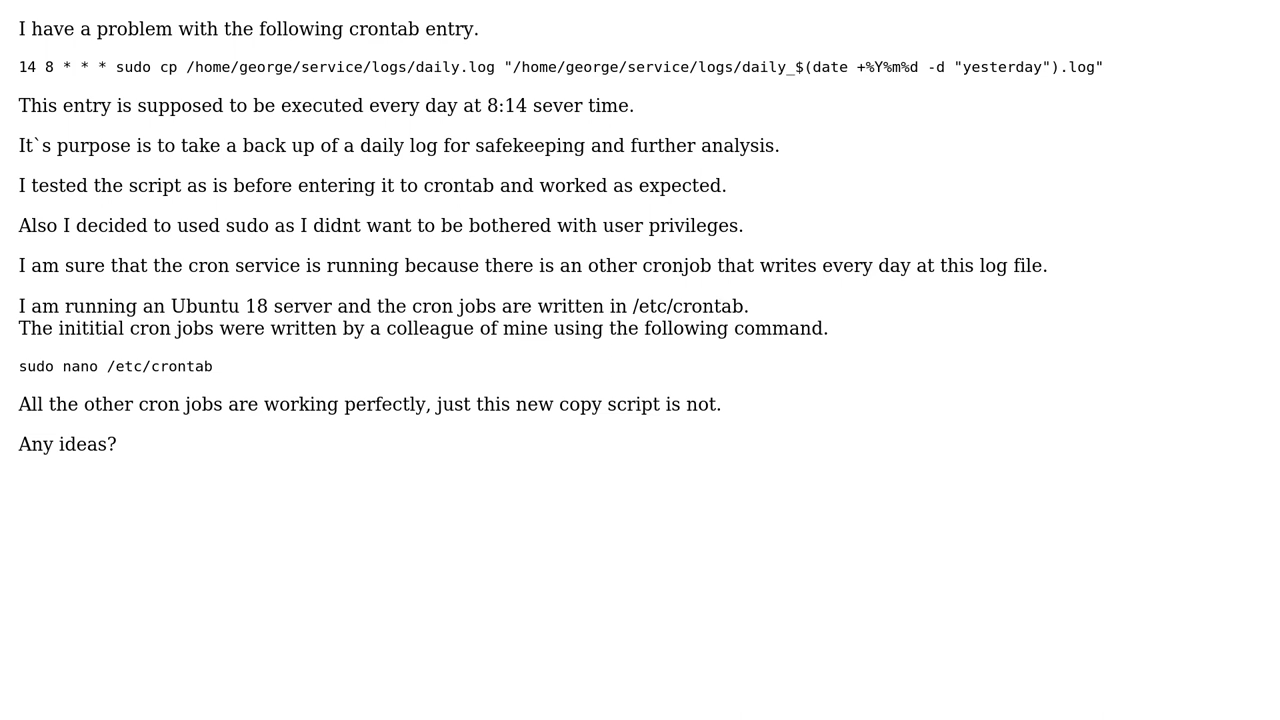 I have a problem with the following crontab entry.
14 8 * * * sudo cp /home/george/service/logs/daily.log "/home/george/service/logs/daily_$(date +%Y%m%d -d "yesterday").log"
This entry is supposed to be executed every day at 8:14 sever time.
It`s purpose is to take a back up of a daily log for safekeeping and further analysis.
I tested the script as is before entering it to crontab and worked as expected.
Also I decided to used sudo as I didnt want to be bothered with user privileges.
I am sure that the cron service is running because there is an other cronjob that writes every day at this log file.
I am running an Ubuntu 18 server and the cron jobs are written in /etc/crontab.
The inititial cron jobs were written by a colleague of mine using the following command.
sudo nano /etc/crontab
All the other cron jobs are working perfectly, just this new copy script is not.
Any ideas?